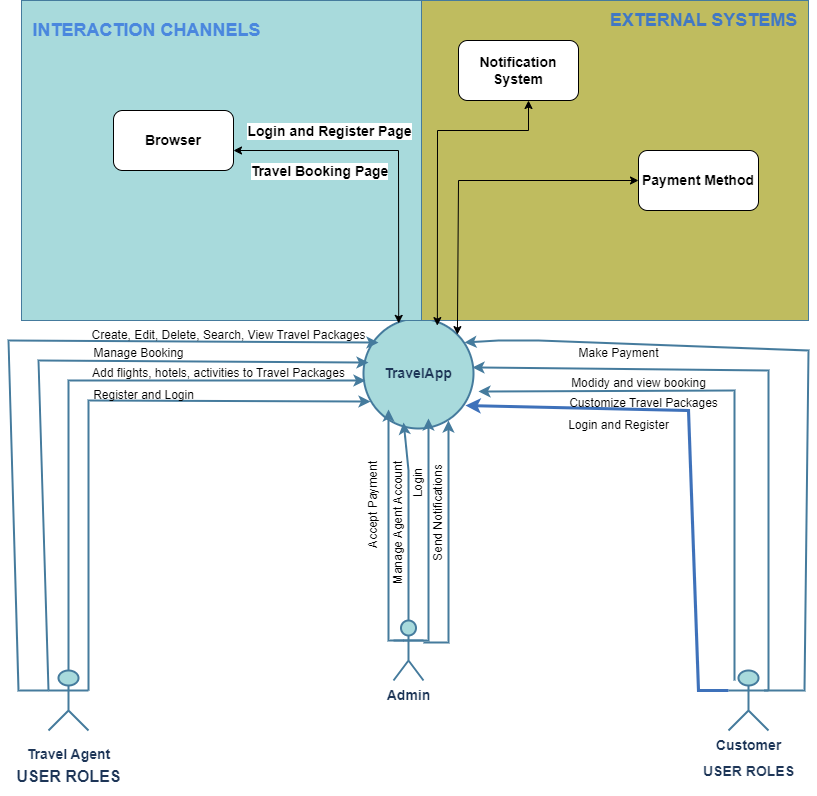 INTERACTION CHANNELS
EXTERNAL SYSTEMS
Notification
System
Browser
Login and Register Page
Travel Booking Page
Payment Method
Create, Edit, Delete, Search, View Travel Packages
Manage Booking
Add flights, hotels, activities to Travel Packages
Register and Login
TravelApp
Make Payment
Modidy and view booking
Customize Travel Packages
Login and Register
Accept Payment
Manage Agent Account
Login
Send Notifications
Admin
Travel Agent
USER ROLES
Customer
USER ROLES